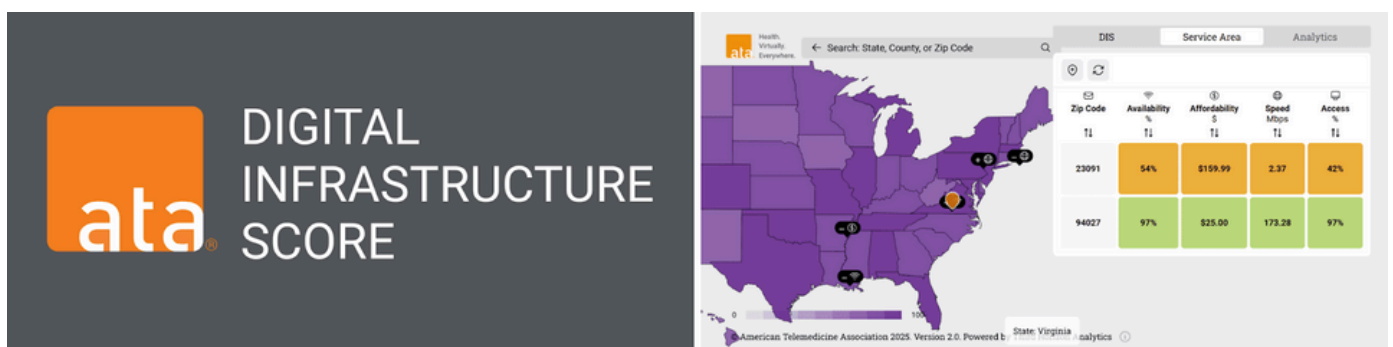 ata®
DIGITAL
INFRASTRUCTURE
SCORE
ata
Health.
Virtually.
Everywhere.
← Search: State, County, or Zip Code
DIS
Service Area
Analytics
Zip Code
Availability
%
Affordability
$
Speed
Mbps
Access
%
23091
54%
$159.99
2.37
42%
94027
97%
$25.00
173.28
97%
0
100
© American Telemedicine Association 2025. Version 2.0. Powered by
Analytics
State: Virginia